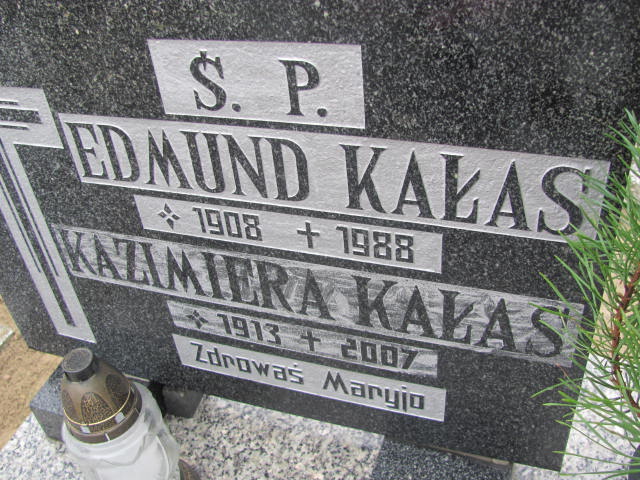 Ś. P.
EDMUND KAŁAS
✧ 1908 + 1988
KAZIMIERA KAŁAS
✧ 1913 + 2007
Zdrowaś Maryjo